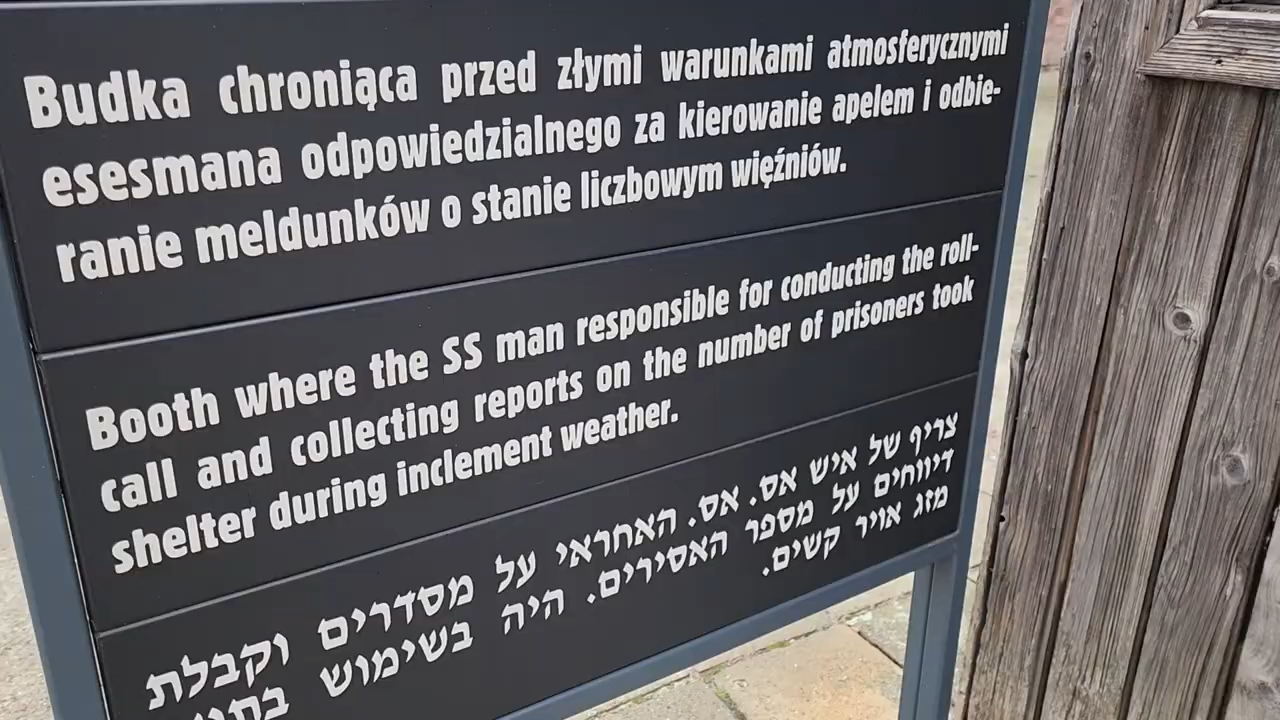 Budka chroniąca przed złymi warunkami atmosferycznymi
esesmana odpowiedzialnego za kierowanie apelem i odbie-
ranie meldunków o stanie liczbowym więźniów.
Booth where the SS man responsible for conducting the roll-
call and collecting reports on the number of prisoners took
shelter during inclement weather.
צריף של איש אס. אס. האחראי על מסדרים וקבלת
דיווחים על מספר האסירים. היה בשימוש
מזג אויר קשים.